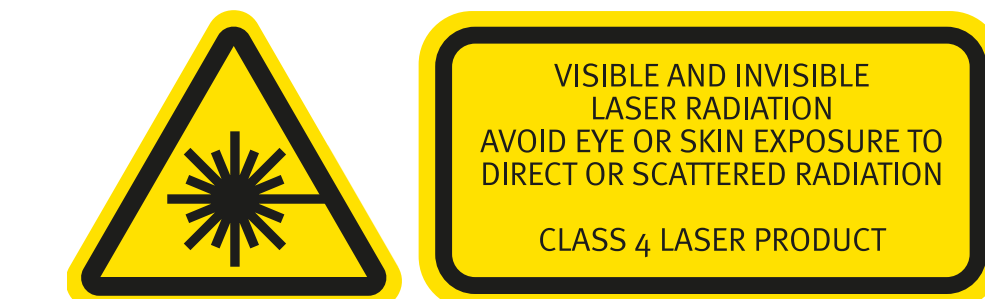 VISIBLE AND INVISIBLE
LASER RADIATION
AVOID EYE OR SKIN EXPOSURE TO
DIRECT OR SCATTERED RADIATION
CLASS 4 LASER PRODUCT